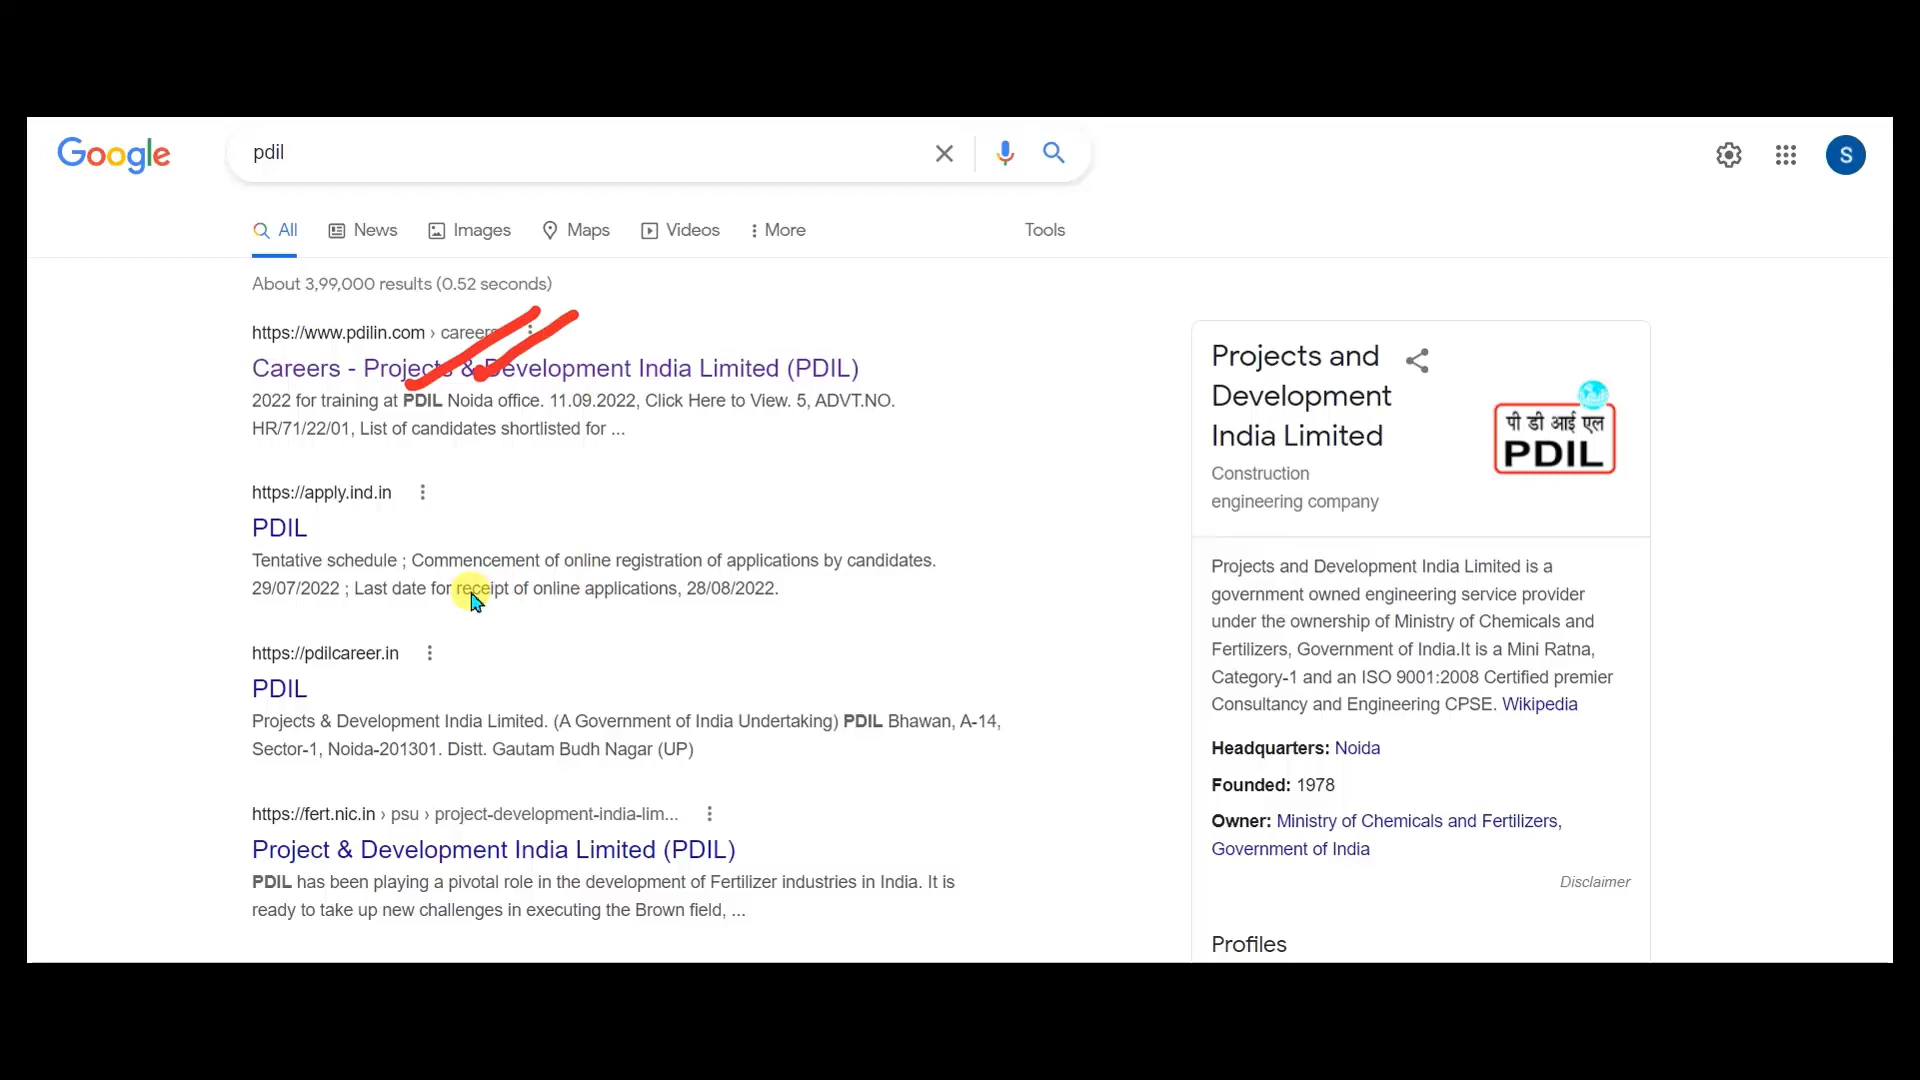 Google
pdil
All News Images Maps Videos More Tools
About 3,99,000 results (0.52 seconds)
https://www.pdilin.com › careers
Careers - Projects & Development India Limited (PDIL)
2022 for training at PDIL Noida office. 11.09.2022, Click Here to View. 5, ADVT.NO.
HR/71/22/01, List of candidates shortlisted for ...
https://apply.ind.in
PDIL
Tentative schedule ; Commencement of online registration of applications by candidates.
29/07/2022 ; Last date for receipt of online applications, 28/08/2022.
https://pdilcareer.in
PDIL
Projects & Development India Limited. (A Government of India Undertaking) PDIL Bhawan, A-14,
Sector-1, Noida-201301. Distt. Gautam Budh Nagar (UP)
https://fert.nic.in › psu › project-development-india-lim...
Project & Development India Limited (PDIL)
PDIL has been playing a pivotal role in the development of Fertilizer industries in India. It is
ready to take up new challenges in executing the Brown field, ...
S
Projects and
Development
India Limited
Construction
engineering company
पी डी आई एल
PDIL
Projects and Development India Limited is a
government owned engineering service provider
under the ownership of Ministry of Chemicals and
Fertilizers, Government of India.It is a Mini Ratna,
Category-1 and an ISO 9001:2008 Certified premier
Consultancy and Engineering CPSE. Wikipedia
Headquarters: Noida
Founded: 1978
Owner: Ministry of Chemicals and Fertilizers,
Government of India
Disclaimer
Profiles